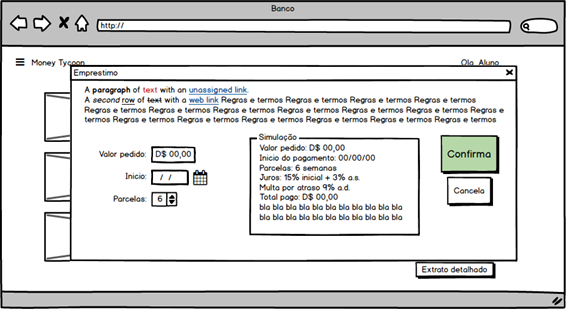 Banco
http://
Money Tycoon
Ola Aluno
Emprestimo
A paragraph of text with an unassigned link.
A second row of text with a web link Regras e termos Regras e termos Regras e termos Regras e termos
Regras e termos Regras e termos Regras e termos Regras e termos Regras e termos Regras e termos Regras e
termos Regras e termos Regras e termos Regras e termos Regras e termos Regras e termos Regras e termos
Valor pedido: D$ 00,00
Inicio: / /
Parcelas: 6
Simulação
Valor pedido: D$ 00,00
Inicio do pagamento: 00/00/00
Parcelas: 6 semanas
Juros: 15% inicial + 3% a.s.
Multa por atraso 9% a.d.
Total pago: D$ 00,00
bla bla bla bla bla bla bla bla bla bla bla bla
bla bla bla bla bla bla bla bla bla bla bla bla
Confirma
Cancela
Extrato detalhado